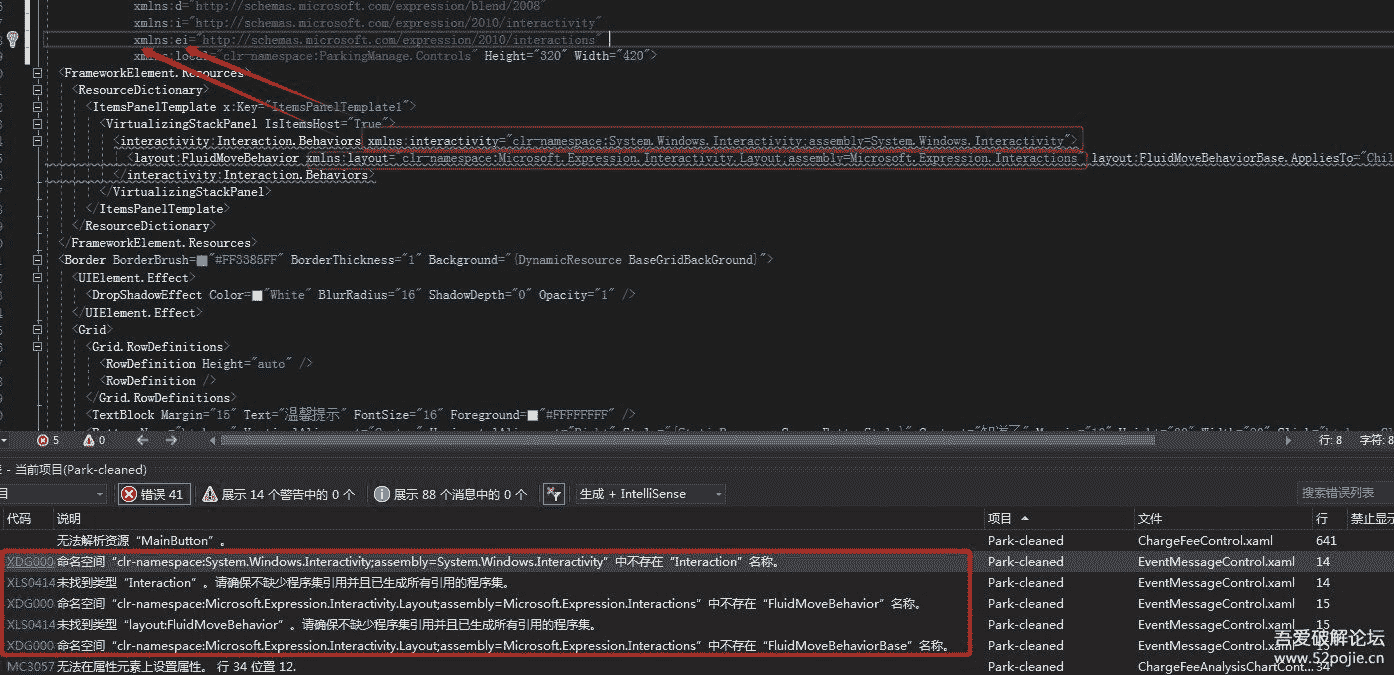 xmlns:d="http://schemas.microsoft.com/expression/blend/2008"
xmlns:i="http://schemas.microsoft.com/expression/2010/interactivity"
xmlns:ei="http://schemas.microsoft.com/expression/2010/interactions"
xmlns:local="clr-namespace:ParkingManage.Controls" Height="320" Width="420">
<FrameworkElement.Resources>
<ResourceDictionary>
<ItemsPanelTemplate x:Key="ItemsPanelTemplate1">
<VirtualizingStackPanel IsItemsHost="True">
<interactivity:Interaction.Behaviors xmlns:interactivity="clr-namespace:System.Windows.Interactivity;assembly=System.Windows.Interactivity">
<layout:FluidMoveBehavior xmlns:layout="clr-namespace:Microsoft.Expression.Interactivity.Layout;assembly=Microsoft.Expression.Interactions" layout:FluidMoveBehaviorBase.AppliesTo="Chil
</interactivity:Interaction.Behaviors>
</VirtualizingStackPanel>
</ItemsPanelTemplate>
</ResourceDictionary>
</FrameworkElement.Resources>
<Border BorderBrush="#FF3385FF" BorderThickness="1" Background="{DynamicResource BaseGridBackGround}">
<UIElement.Effect>
<DropShadowEffect Color="White" BlurRadius="16" ShadowDepth="0" Opacity="1" />
</UIElement.Effect>
<Grid>
<Grid.RowDefinitions>
<RowDefinition Height="auto" />
<RowDefinition />
</Grid.RowDefinitions>
<TextBlock Margin="15" Text="温馨提示" FontSize="16" Foreground="#FFFFFFFF" />
5 0 行: 8 字符: 8
- 当前项目(Park-cleaned)
错误 41 展示 14 个警告中的 0 个 展示 88 个消息中的 0 个 生成 + IntelliSense 搜索错误列表
代码 说明 项目 文件 行 禁止显示
无法解析资源“MainButton”。 Park-cleaned ChargeFeeControl.xaml 641
XDG000 命名空间“clr-namespace:System.Windows.Interactivity;assembly=System.Windows.Interactivity”中不存在“Interaction”名称。 Park-cleaned EventMessageControl.xaml 14
XLS0414 未找到类型“Interaction”。请确保不缺少程序集引用并且已生成所有引用的程序集。 Park-cleaned EventMessageControl.xaml 14
XDG000 命名空间“clr-namespace:Microsoft.Expression.Interactivity.Layout;assembly=Microsoft.Expression.Interactions”中不存在“FluidMoveBehavior”名称。 Park-cleaned EventMessageControl.xaml 15
XLS0414 未找到类型“layout:FluidMoveBehavior”。请确保不缺少程序集引用并且已生成所有引用的程序集。 Park-cleaned EventMessageControl.xaml 15
XDG000 命名空间“clr-namespace:Microsoft.Expression.Interactivity.Layout;assembly=Microsoft.Expression.Interactions”中不存在“FluidMoveBehaviorBase”名称。 Park-cleaned EventMessageControl.xaml 15
MC3057 无法在属性元素上设置属性。 行 34 位置 12. Park-cleaned ChargeFeeAnalysisChartCont... 34
吾爱破解论坛
www.52pojie.cn